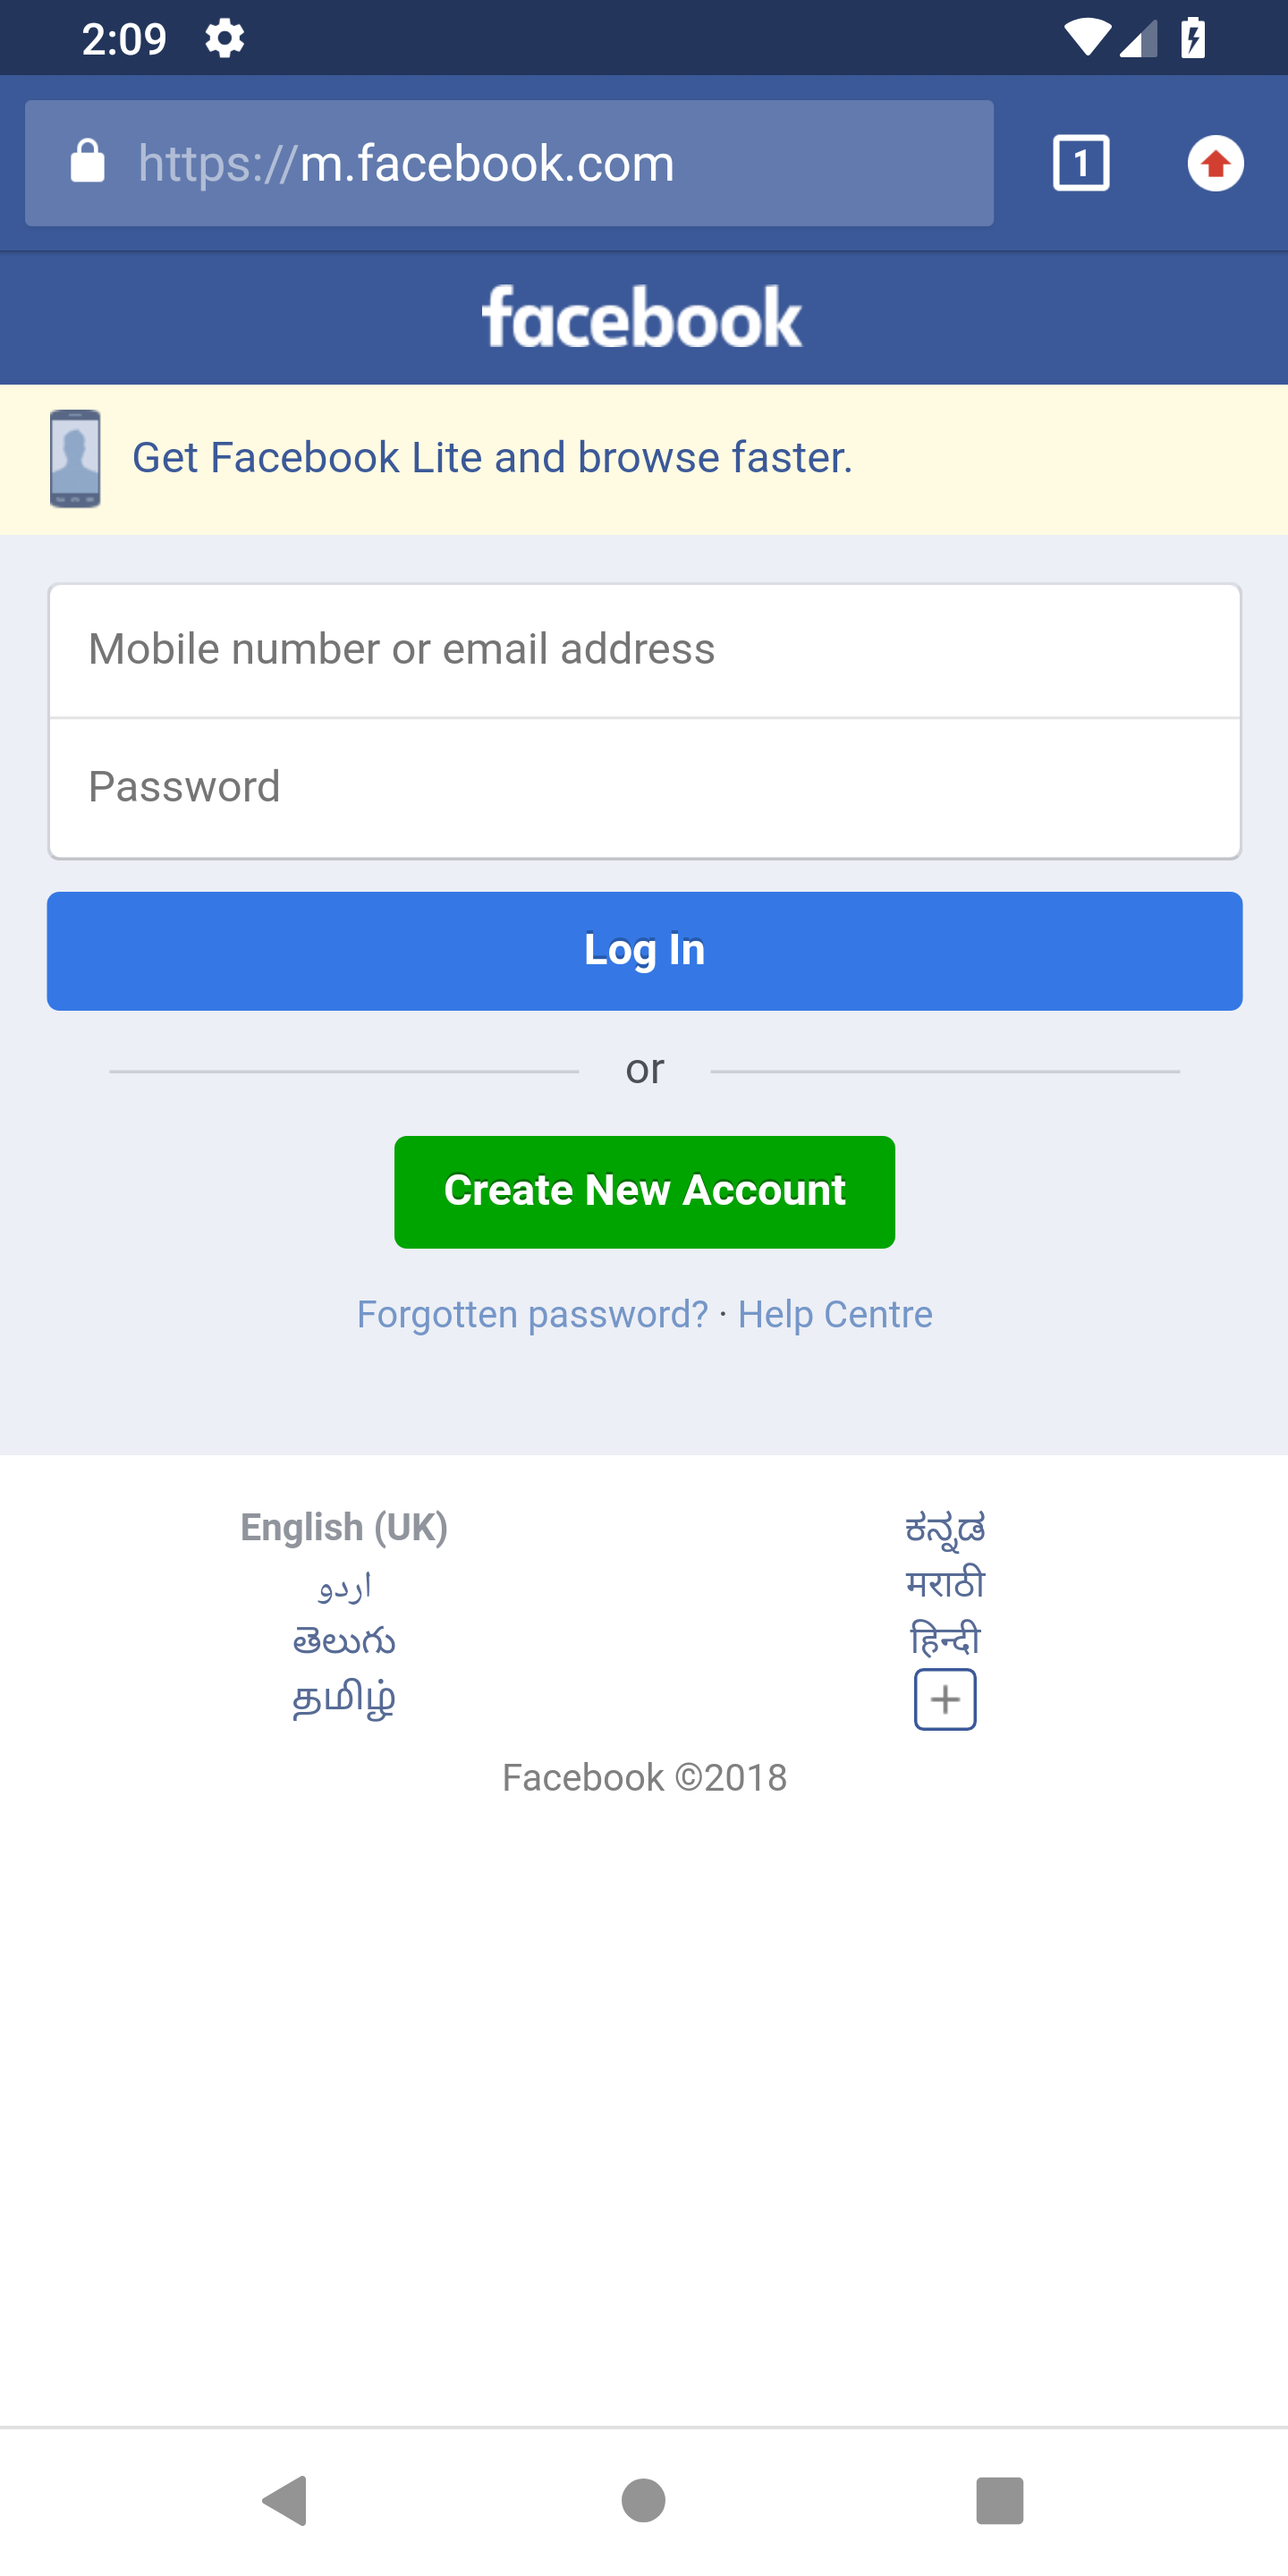 2:09
https://m.facebook.com
1
facebook
Get Facebook Lite and browse faster.
Mobile number or email address
Password
Log In
or
Create New Account
Forgotten password? · Help Centre
English (UK)
ಕನ್ನಡ
اردو
मराठी
తెలుగు
हिन्दी
தமிழ்
+
Facebook ©2018